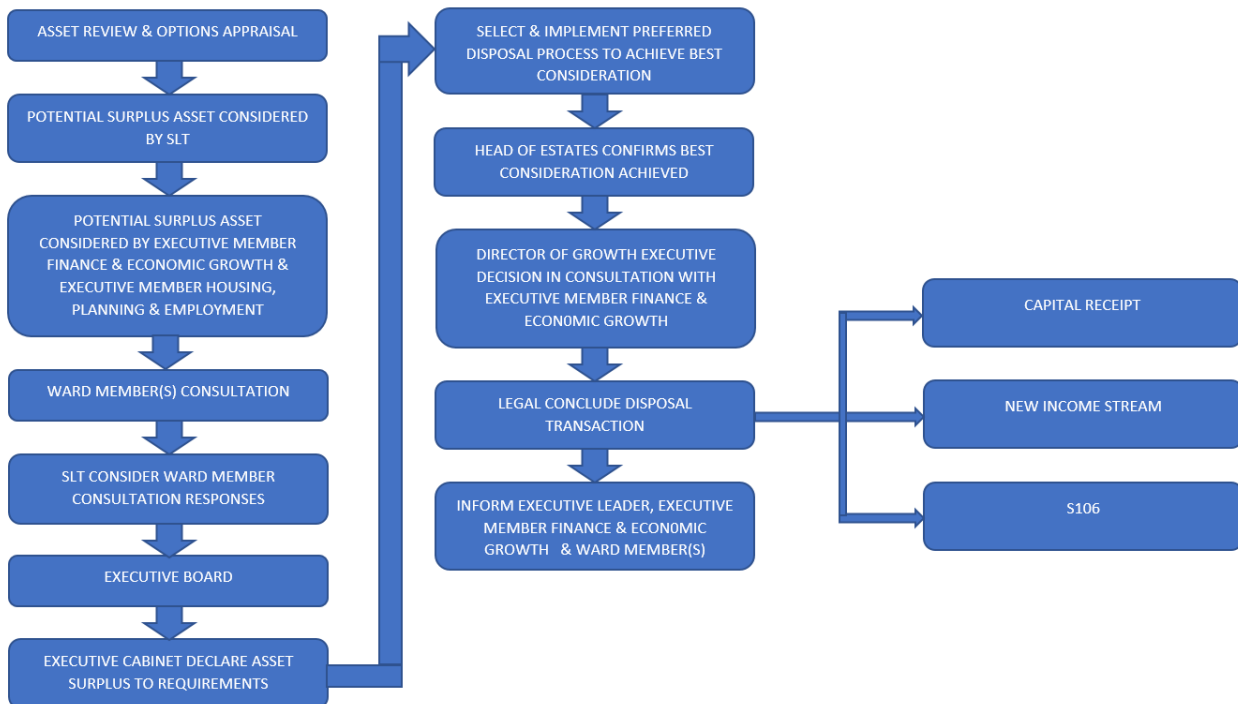 ASSET REVIEW & OPTIONS APPRAISAL
POTENTIAL SURPLUS ASSET CONSIDERED
BY SLT
POTENTIAL SURPLUS ASSET
CONSIDERED BY EXECUTIVE MEMBER
FINANCE & ECONOMIC GROWTH &
EXECUTIVE MEMBER HOUSING,
PLANNING & EMPLOYMENT
WARD MEMBER(S) CONSULTATION
SLT CONSIDER WARD MEMBER
CONSULTATION RESPONSES
EXECUTIVE BOARD
EXECUTIVE CABINET DECLARE ASSET
SURPLUS TO REQUIREMENTS
SELECT & IMPLEMENT PREFERRED
DISPOSAL PROCESS TO ACHIEVE BEST
CONSIDERATION
HEAD OF ESTATES CONFIRMS BEST
CONSIDERATION ACHIEVED
DIRECTOR OF GROWTH EXECUTIVE
DECISION IN CONSULTATION WITH
EXECUTIVE MEMBER FINANCE &
ECON0MIC GROWTH
LEGAL CONCLUDE DISPOSAL
TRANSACTION
INFORM EXECUTIVE LEADER, EXECUTIVE
MEMBER FINANCE & ECON0MIC
GROWTH & WARD MEMBER(S)
CAPITAL RECEIPT
NEW INCOME STREAM
S106